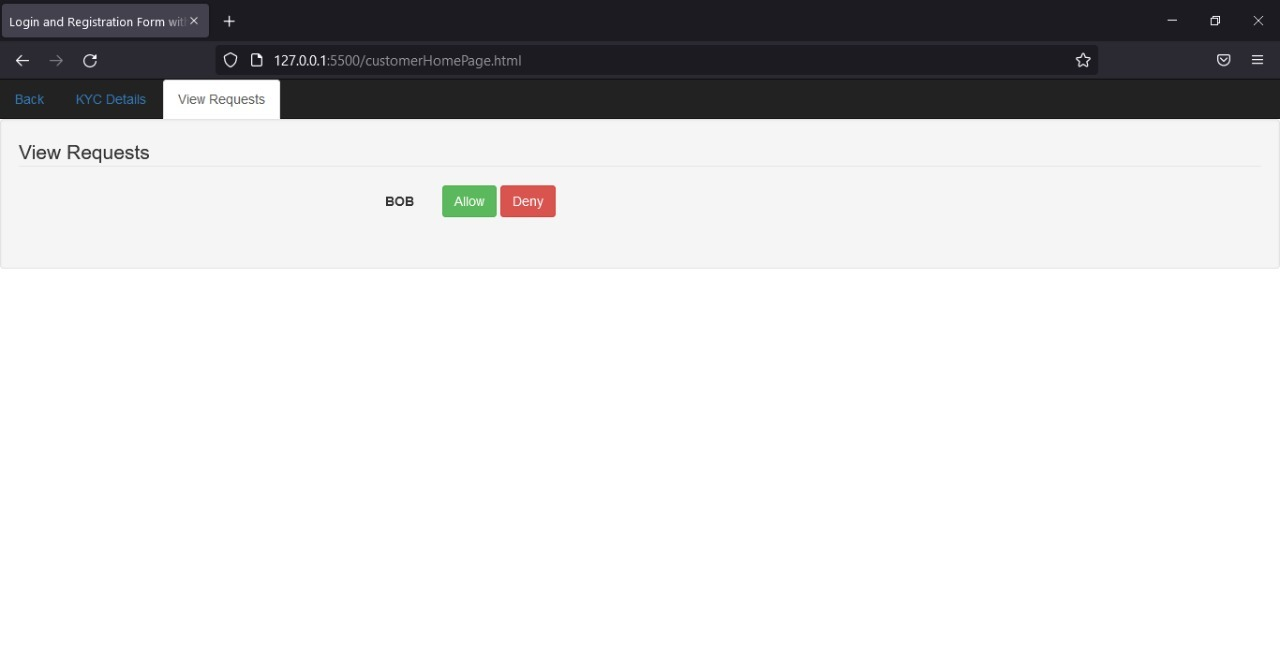 Login and Registration Form with
127.0.0.1:5500/customerHomePage.html
Back KYC Details View Requests
View Requests
BOB Allow Deny